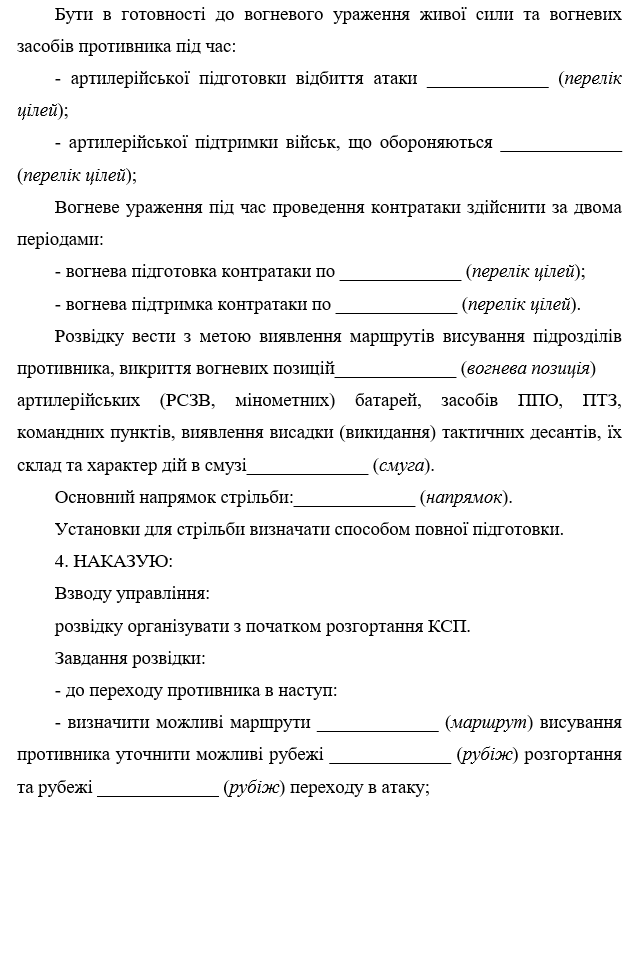 Бути в готовності до вогневого ураження живої сили та вогневих
засобів противника під час:
- артилерійської підготовки відбиття атаки _____________ (перелік
цілей);
- артилерійської підтримки військ, що обороняються _____________
(перелік цілей);
Вогневе ураження під час проведення контратаки здійснити за двома
періодами:
- вогнева підготовка контратаки по _____________ (перелік цілей);
- вогнева підтримка контратаки по _____________ (перелік цілей).
Розвідку вести з метою виявлення маршрутів висування підрозділів
противника, викриття вогневих позицій_____________ (вогнева позиція)
артилерійських (РСЗВ, мінометних) батарей, засобів ППО, ПТЗ,
командних пунктів, виявлення висадки (викидання) тактичних десантів, їх
склад та характер дій в смузі_____________ (смуга).
Основний напрямок стрільби:_____________ (напрямок).
Установки для стрільби визначати способом повної підготовки.
4. НАКАЗУЮ:
Взводу управління:
розвідку організувати з початком розгортання КСП.
Завдання розвідки:
- до переходу противника в наступ:
- визначити можливі маршрути _____________ (маршрут) висування
противника уточнити можливі рубежі _____________ (рубіж) розгортання
та рубежі _____________ (рубіж) переходу в атаку;